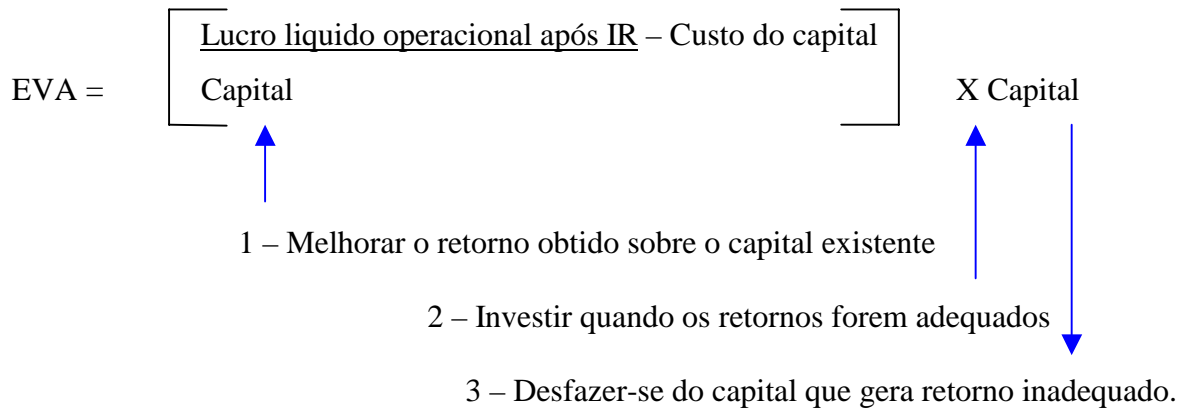 Lucro liquido operacional após IR – Custo do capital
EVA = Capital X Capital
1 – Melhorar o retorno obtido sobre o capital existente
2 – Investir quando os retornos forem adequados
3 – Desfazer-se do capital que gera retorno inadequado.